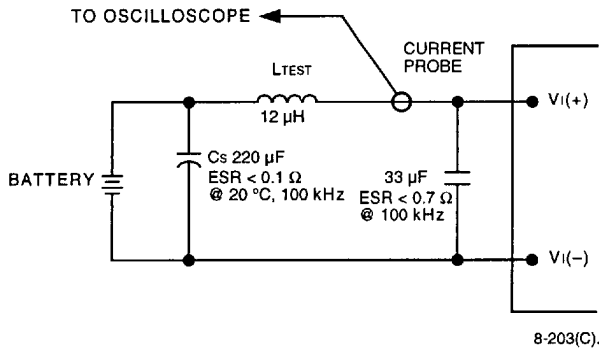 TO OSCILLOSCOPE
CURRENT
PROBE
LTEST
12 µH
VI(+)
BATTERY
CS 220 µF
ESR < 0.1 Ω
@ 20 °C, 100 kHz
33 µF
ESR < 0.7 Ω
@ 100 kHz
VI(–)
8-203(C).